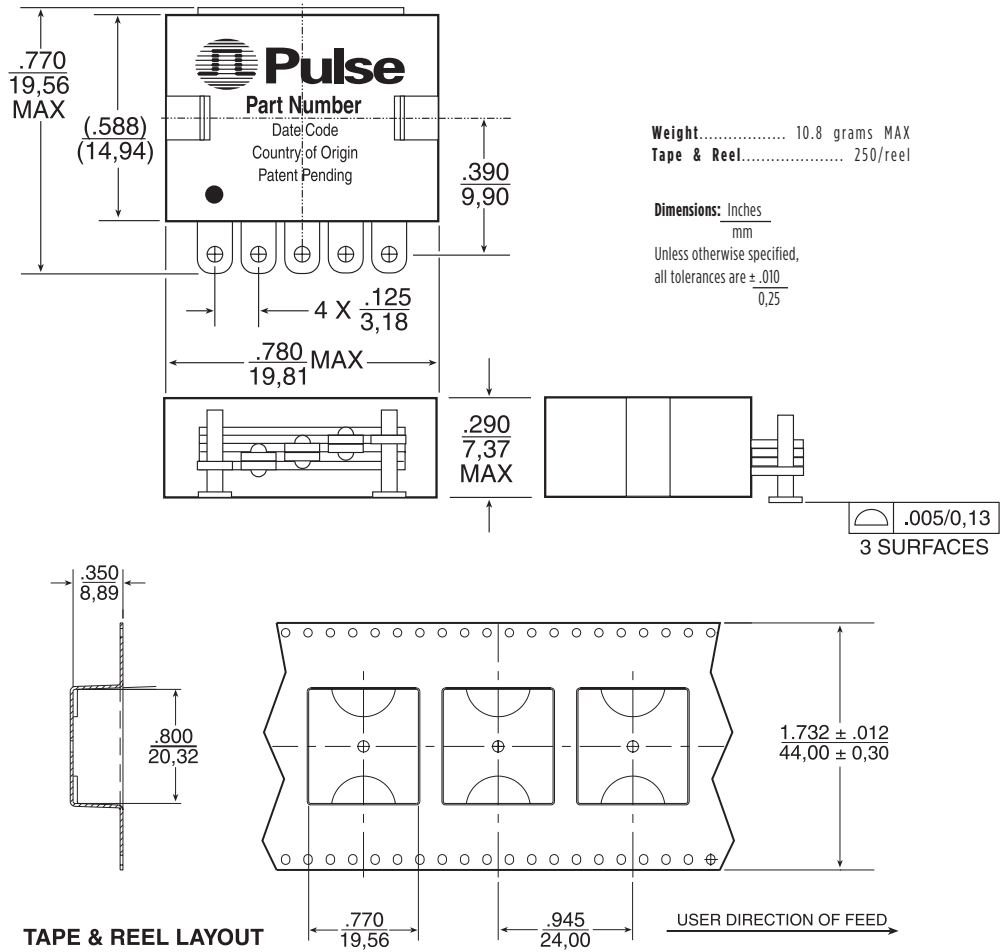 .770
19,56
MAX
(.588)
(14,94)
Pulse
Part Number
Date Code
Country of Origin
Patent Pending
.390
9,90
Weight................. 10.8 grams MAX
Tape & Reel.................... 250/reel
Dimensions: Inches
mm
Unless otherwise specified,
all tolerances are ± .010
0,25
4 X .125
3,18
.780 MAX
19,81
.290
7,37
MAX
.005/0,13
3 SURFACES
.350
8,89
.800
20,32
1.732 ± .012
44,00 ± 0,30
.770
19,56
.945
24,00
USER DIRECTION OF FEED
TAPE & REEL LAYOUT